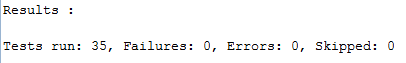 Results :
Tests run: 35, Failures: 0, Errors: 0, Skipped: 0